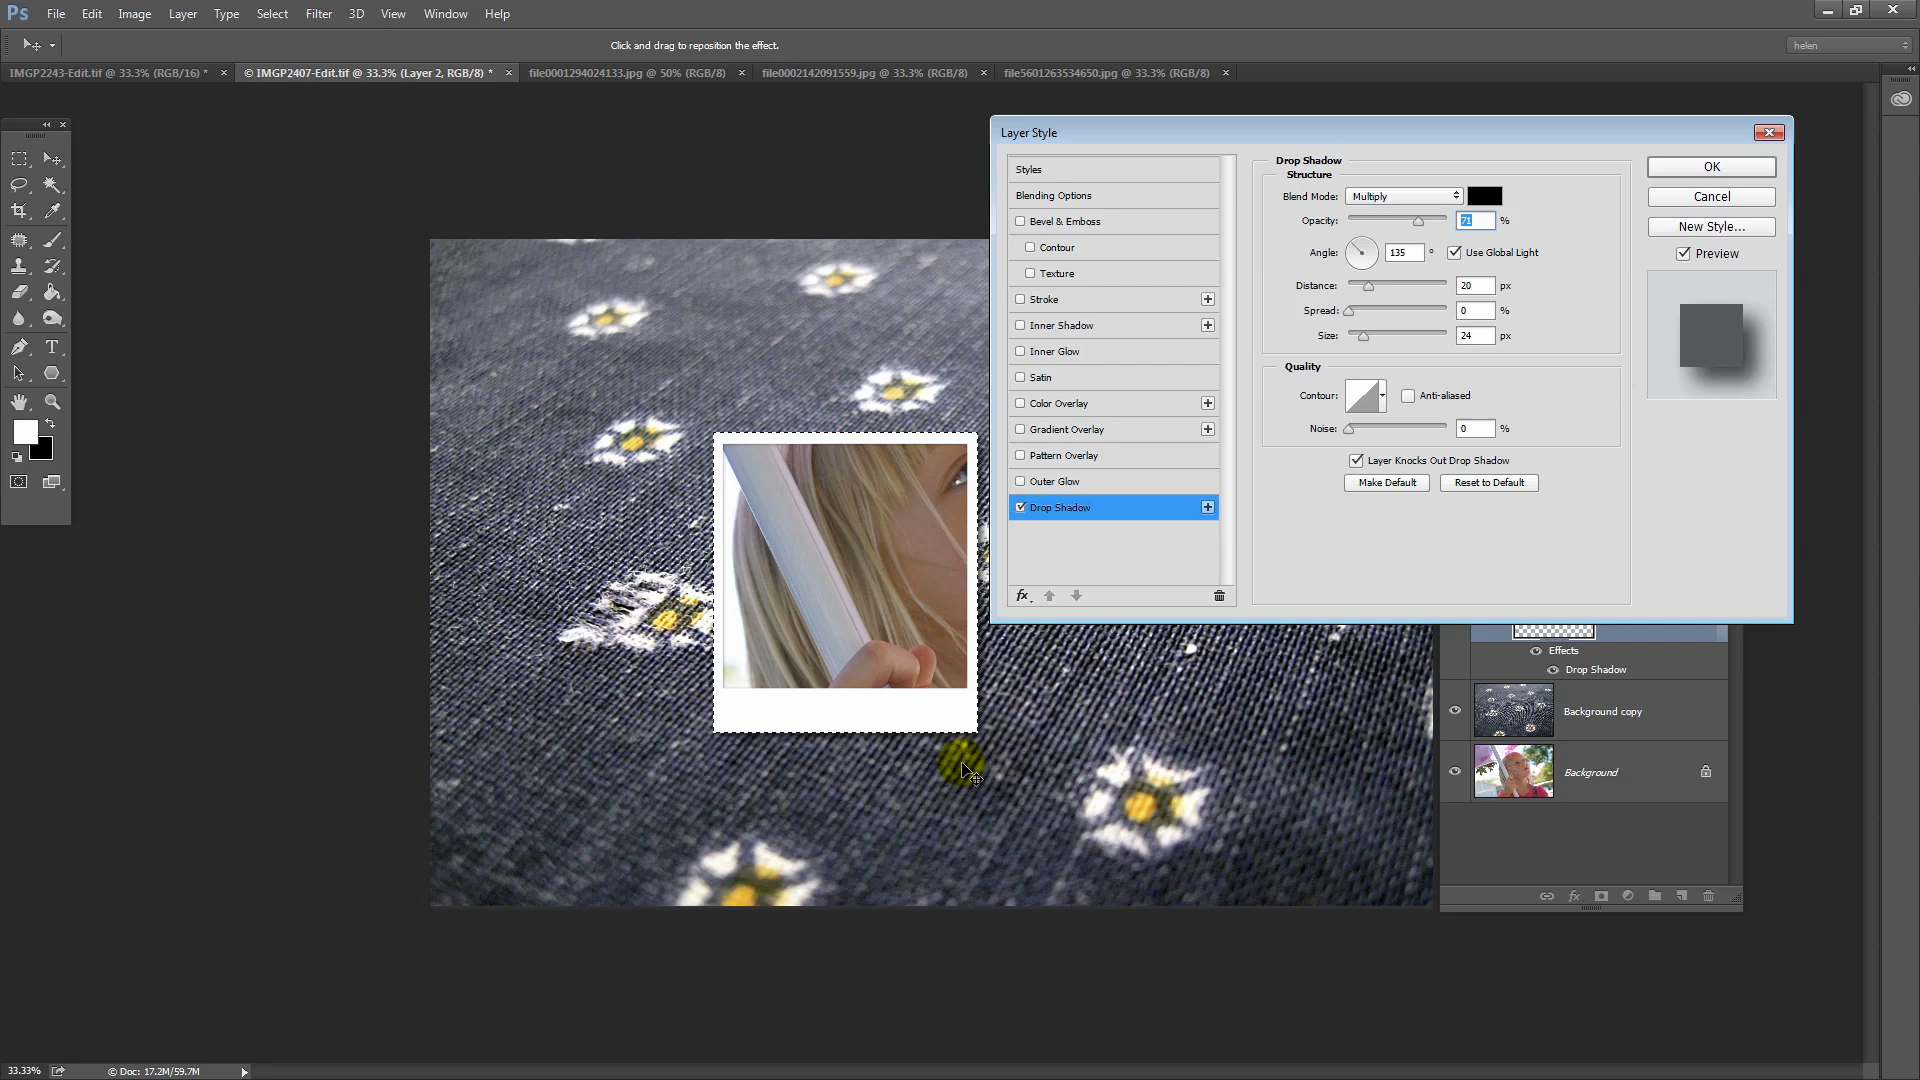 Ps File Edit Image Layer Type Select Filter 3D View Window Help
Click and drag to reposition the effect.
helen
IMGP2243-Edit.tif @ 33.3% (RGB/16) *
© IMGP2407-Edit.tif @ 33.3% (Layer 2, RGB/8) *
file0001294024133.jpg @ 50% (RGB/8)
file0002142091559.jpg @ 33.3% (RGB/8)
file5601263534650.jpg @ 33.3% (RGB/8)
Layer Style
Styles
Blending Options
Bevel & Emboss
Contour
Texture
Stroke
Inner Shadow
Inner Glow
Satin
Color Overlay
Gradient Overlay
Pattern Overlay
Outer Glow
Drop Shadow
fx
Drop Shadow
Structure
Blend Mode: Multiply
Opacity: 71 %
Angle: 135 ° Use Global Light
Distance: 20 px
Spread: 0 %
Size: 24 px
Quality
Contour: Anti-aliased
Noise: 0 %
Layer Knocks Out Drop Shadow
Make Default Reset to Default
OK
Cancel
New Style...
Preview
Effects
Drop Shadow
Background copy
Background
fx
T
33.33% © Doc: 17.2M/59.7M